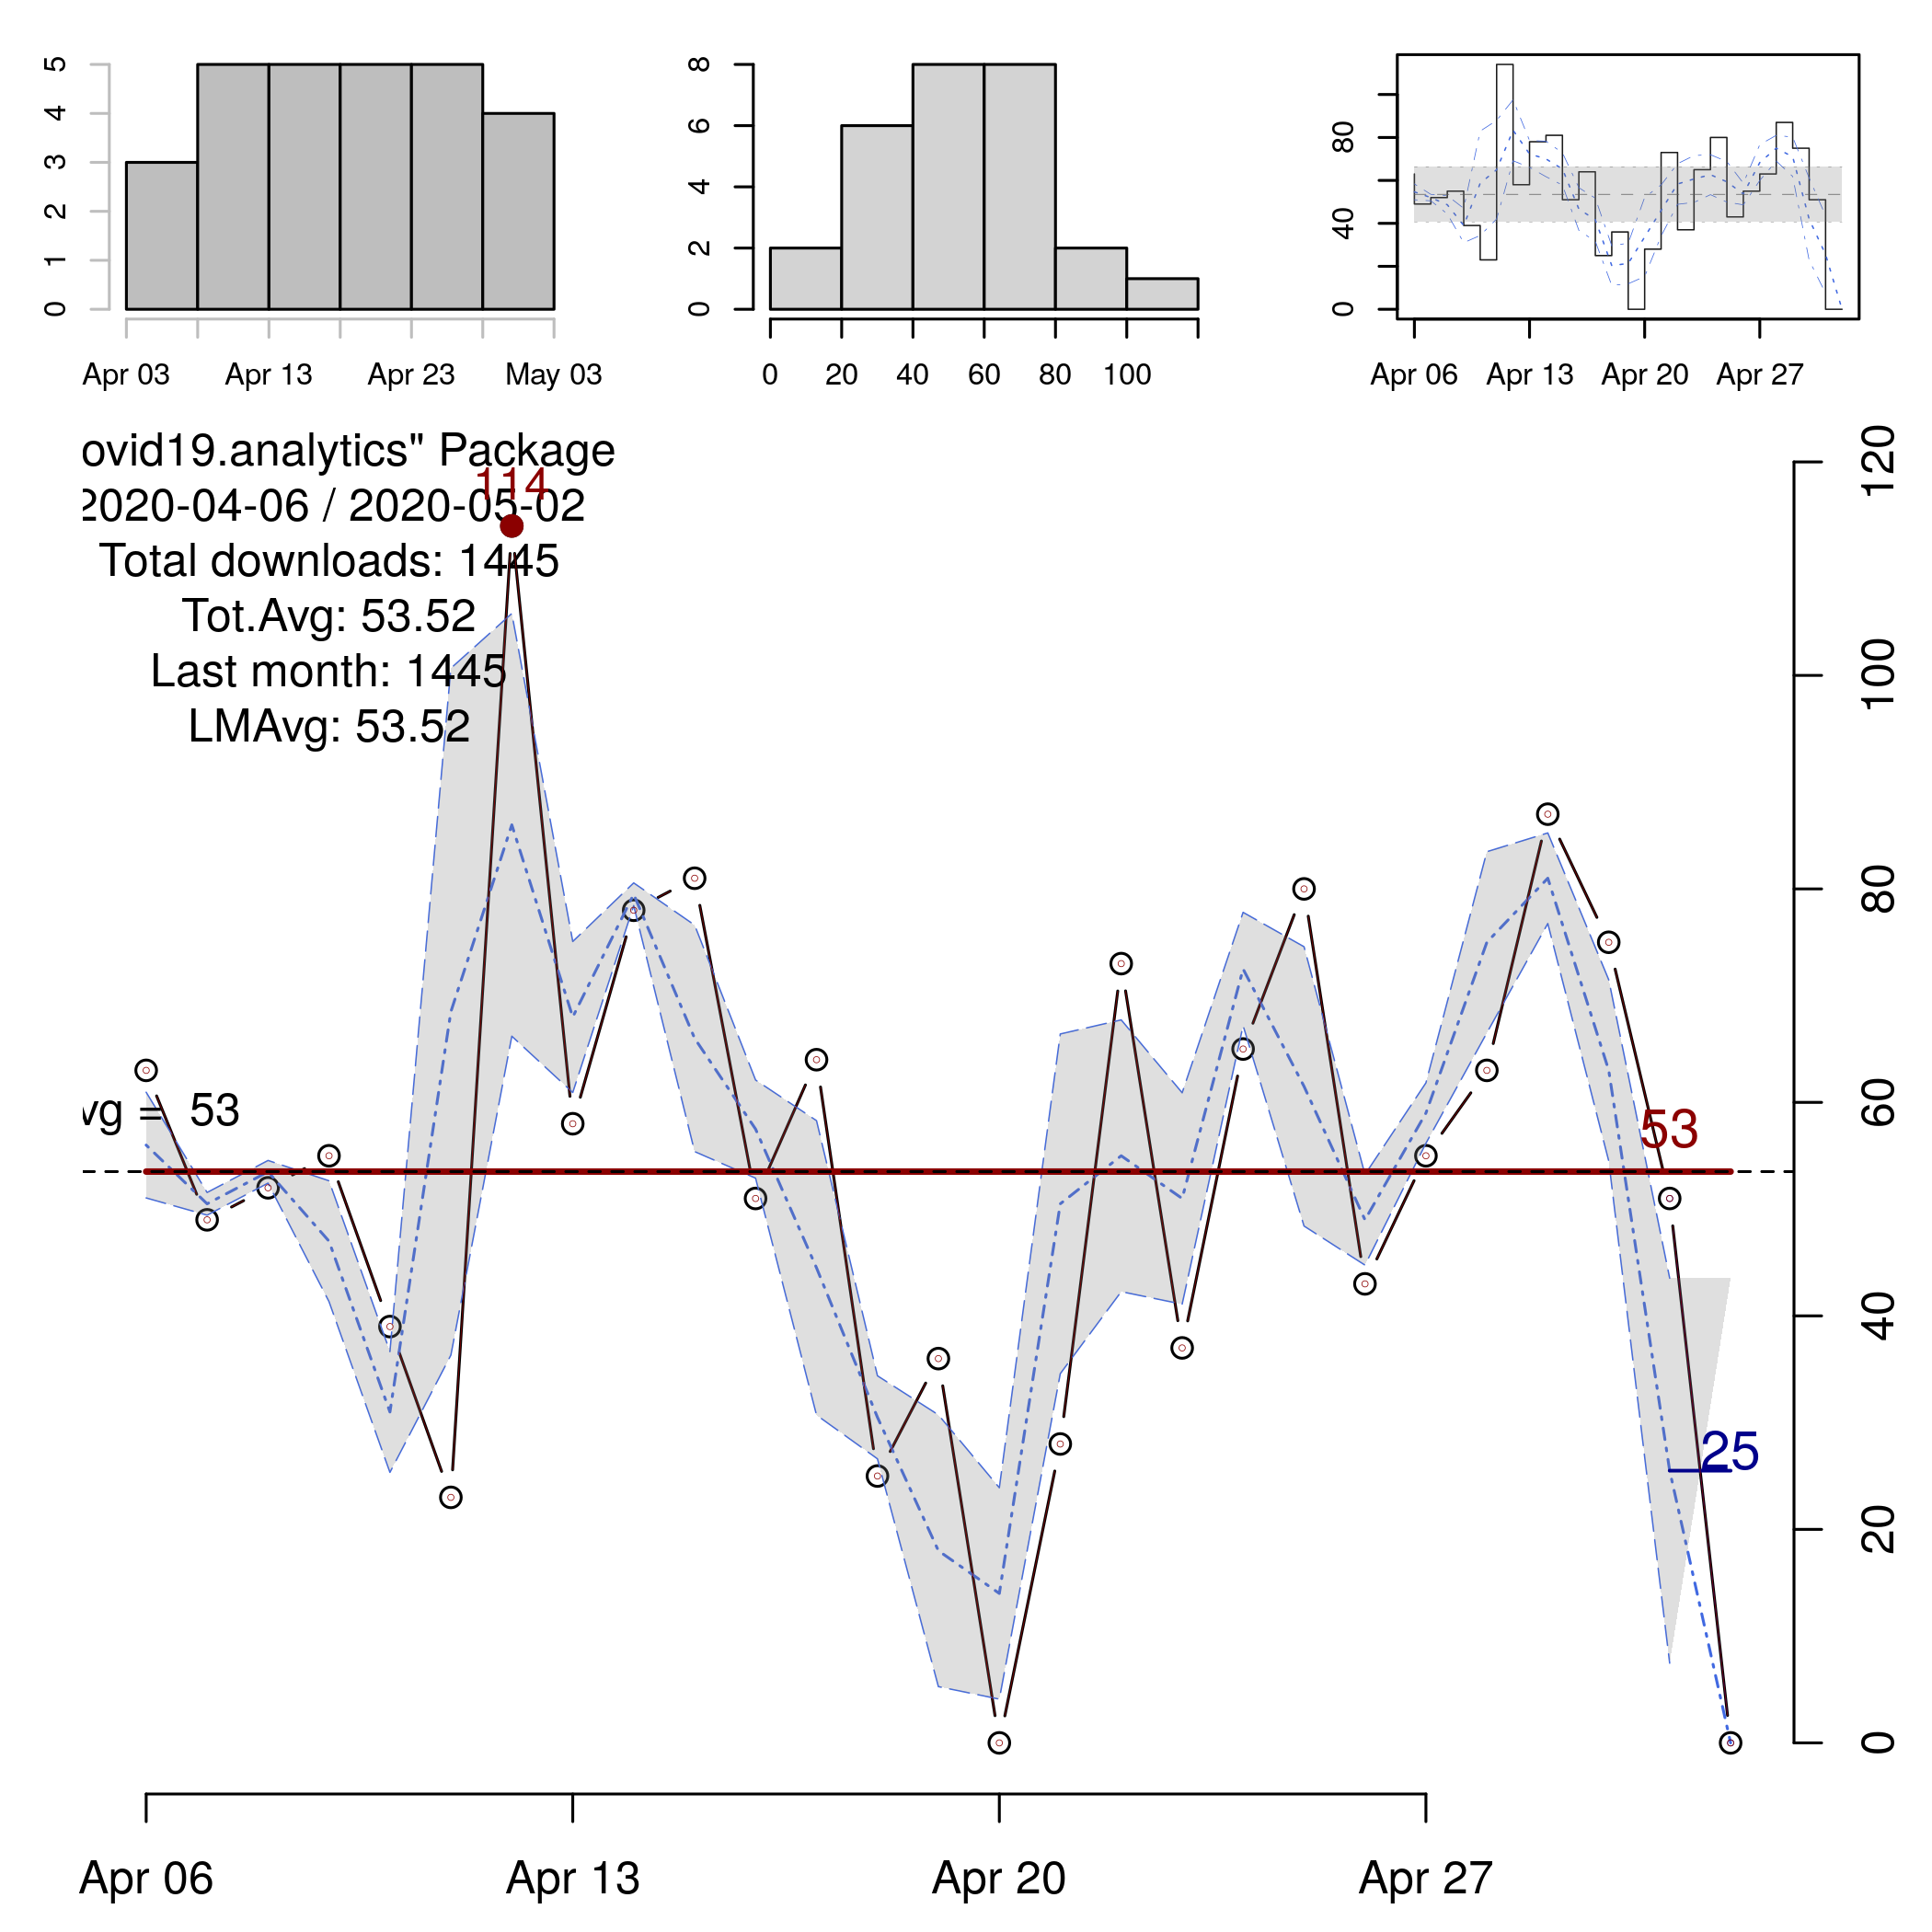 5
4
3
2
1
0
Apr 03 Apr 13 Apr 23 May 03
8
6
4
2
0
0 20 40 60 80 100
80
40
0
Apr 06 Apr 13 Apr 20 Apr 27
ovid19.analytics" Package
114
2020-04-06 / 2020-05-02
Total downloads: 1445
Tot.Avg: 53.52
Last month: 1445
LMAvg: 53.52
vg = 53
53
25
120
100
80
60
40
20
0
Apr 06 Apr 13 Apr 20 Apr 27